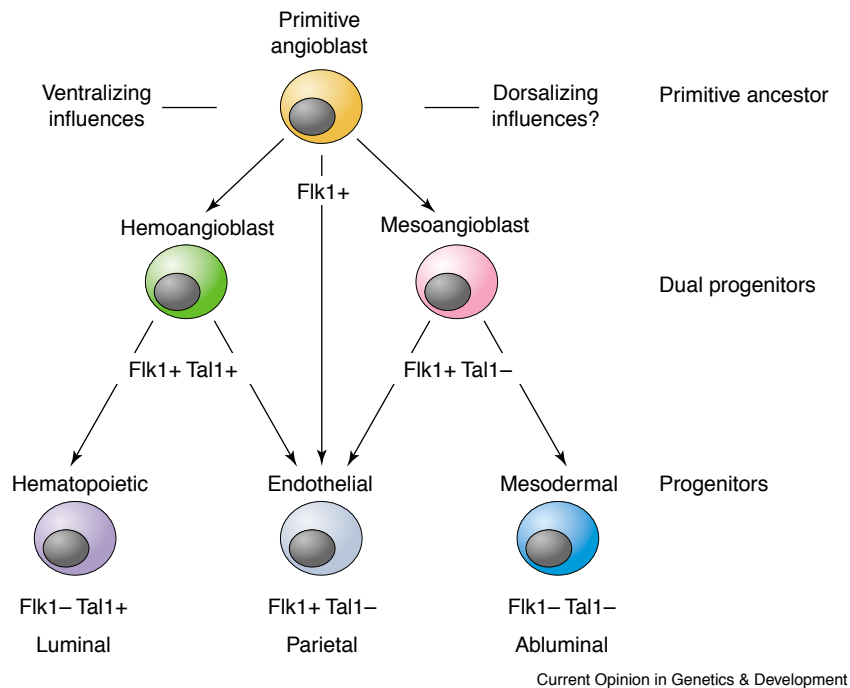 Primitive
angioblast
Ventralizing
influences
Dorsalizing
influences?
Primitive ancestor
Flk1+
Hemoangioblast
Mesoangioblast
Dual progenitors
Flk1+ Tal1+
Flk1+ Tal1–
Hematopoietic
Endothelial
Mesodermal
Progenitors
Flk1– Tal1+
Flk1+ Tal1–
Flk1– Tal1–
Luminal
Parietal
Abluminal
Current Opinion in Genetics & Development